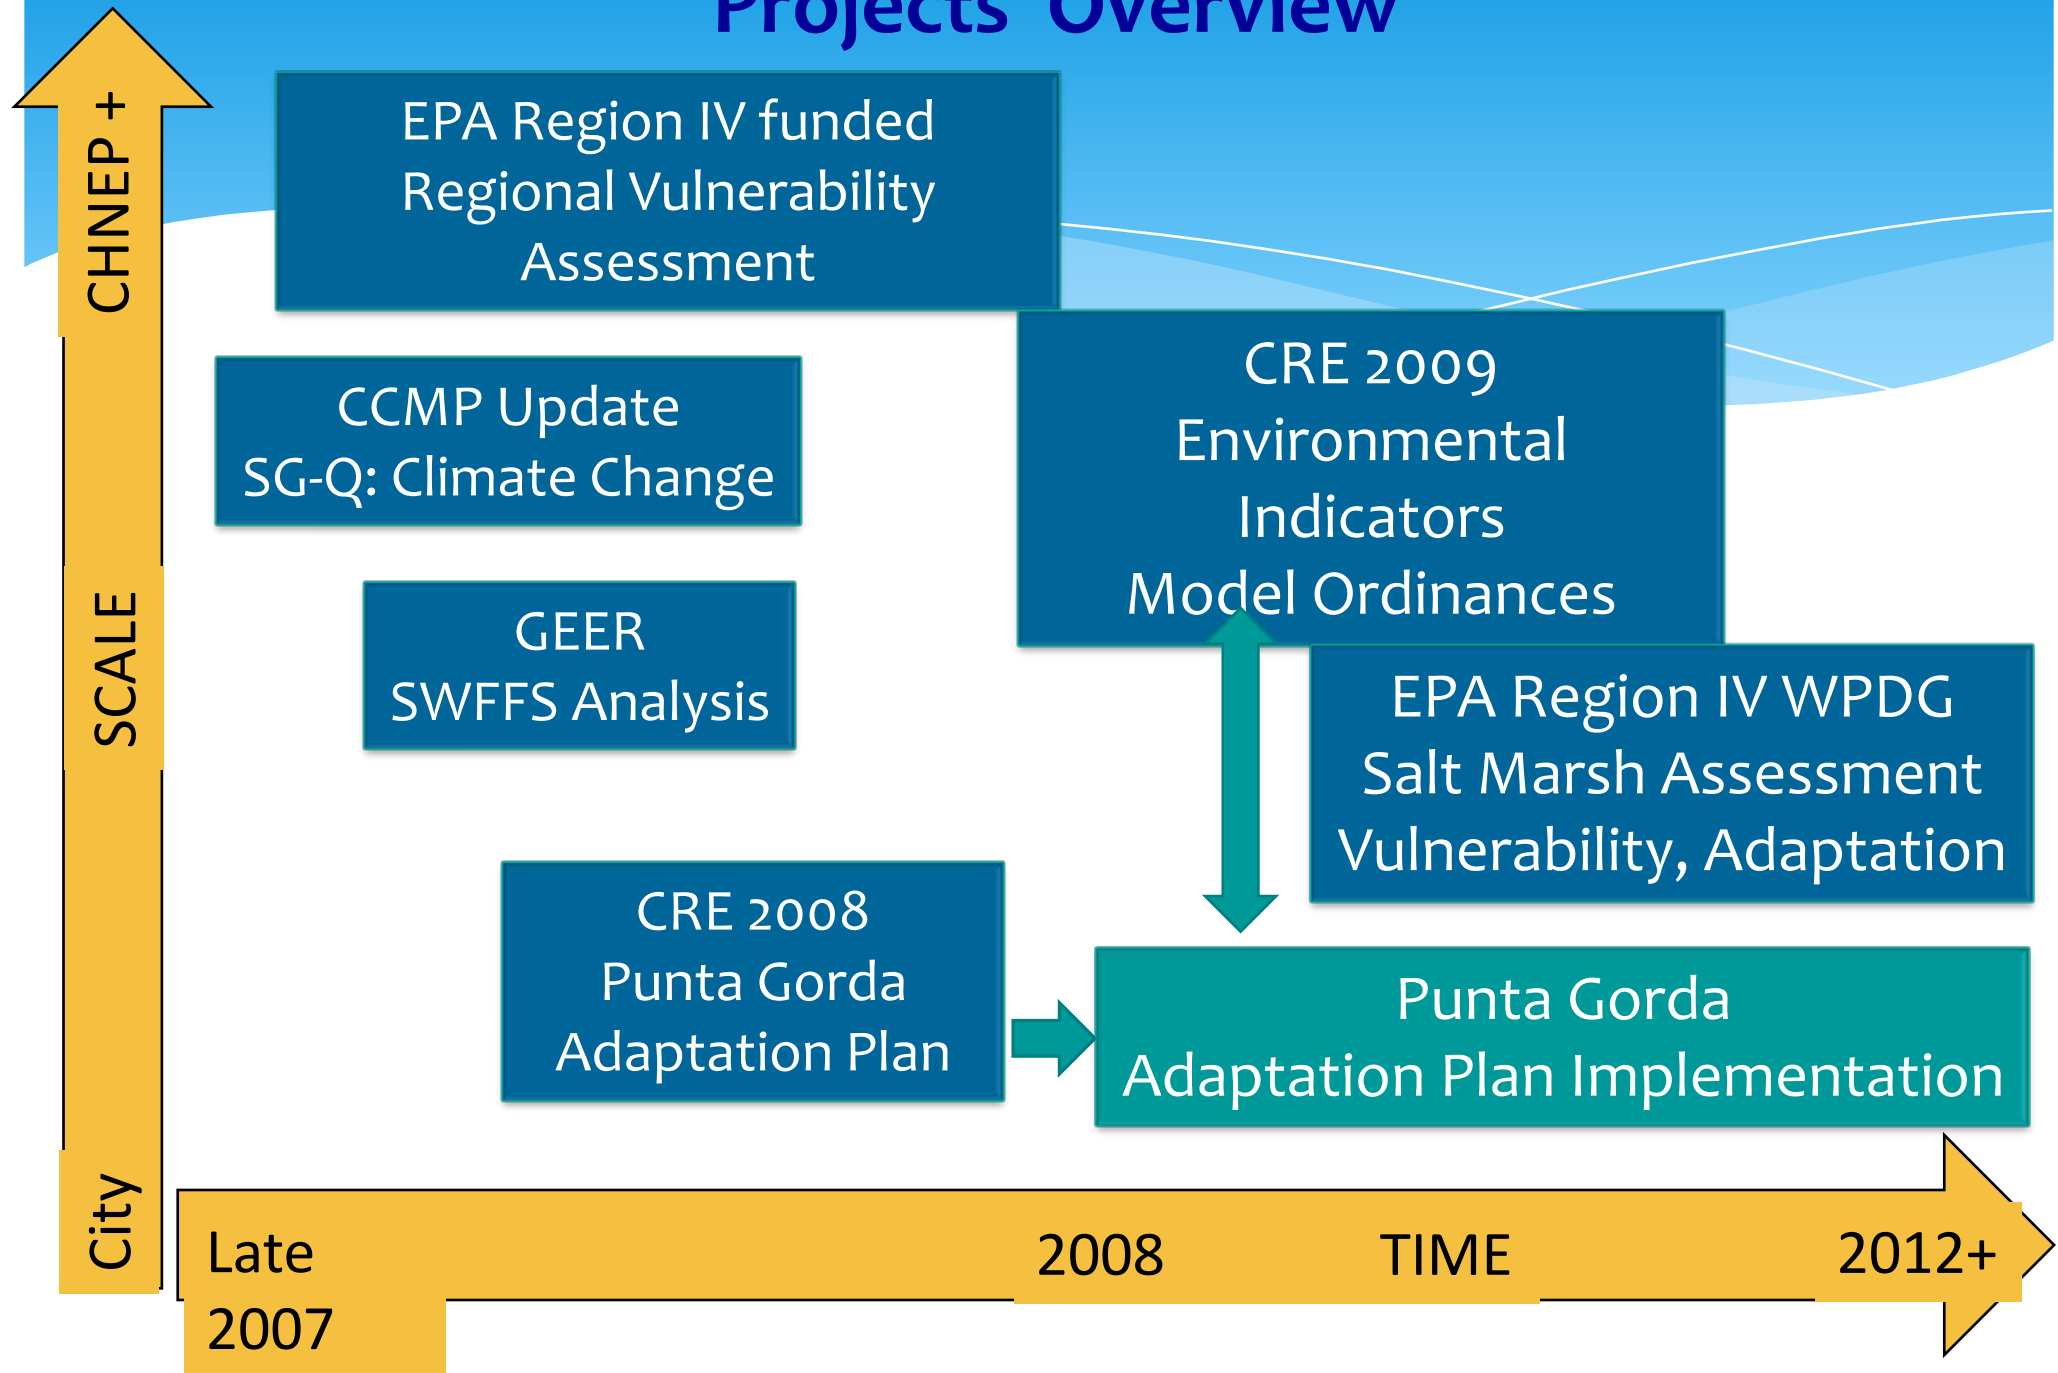 Projects Overview
CHNEP +
EPA Region IV funded
Regional Vulnerability
Assessment
CRE 2009
Environmental
Indicators
Model Ordinances
CCMP Update
SG-Q: Climate Change
SCALE
GEER
SWFFS Analysis
EPA Region IV WPDG
Salt Marsh Assessment
Vulnerability, Adaptation
CRE 2008
Punta Gorda
Adaptation Plan
Punta Gorda
Adaptation Plan Implementation
City
Late
2007
2008
TIME
2012+